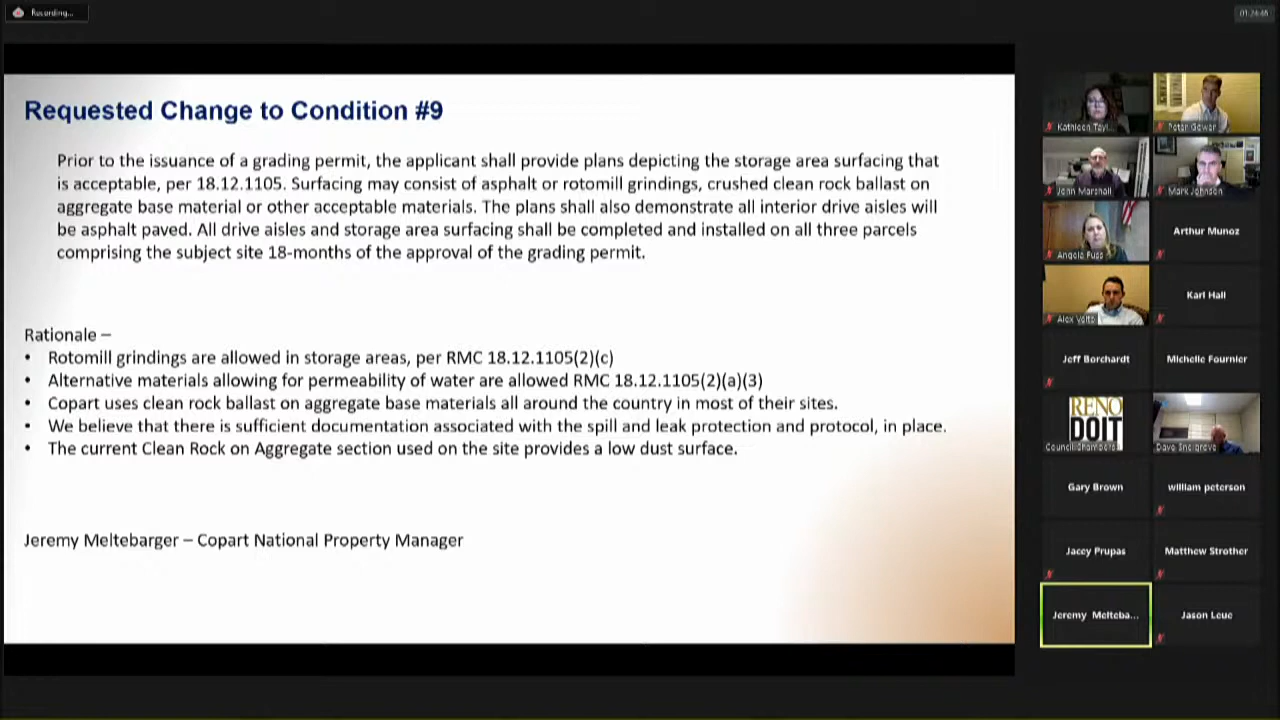 Recording...
01:24:46
Requested Change to Condition #9
Prior to the issuance of a grading permit, the applicant shall provide plans depicting the storage area surfacing that
is acceptable, per 18.12.1105. Surfacing may consist of asphalt or rotomill grindings, crushed clean rock ballast on
aggregate base material or other acceptable materials. The plans shall also demonstrate all interior drive aisles will
be asphalt paved. All drive aisles and storage area surfacing shall be completed and installed on all three parcels
comprising the subject site 18-months of the approval of the grading permit.
Rationale –
• Rotomill grindings are allowed in storage areas, per RMC 18.12.1105(2)(c)
• Alternative materials allowing for permeability of water are allowed RMC 18.12.1105(2)(a)(3)
• Copart uses clean rock ballast on aggregate base materials all around the country in most of their sites.
• We believe that there is sufficient documentation associated with the spill and leak protection and protocol, in place.
• The current Clean Rock on Aggregate section used on the site provides a low dust surface.
Jeremy Meltebarger – Copart National Property Manager
Kathleen Tayl...
Peter Gower
John Marshall
Mark Johnson
Angela Fuss
Arthur Munoz
Alex Velto
Karl Hall
Jeff Borchardt
Michelle Fournier
RENO
DOIT
Council Chambers
Dave Snelgrove
Gary Brown
william peterson
Jacey Prupas
Matthew Strother
Jeremy Melteba...
Jason Leue